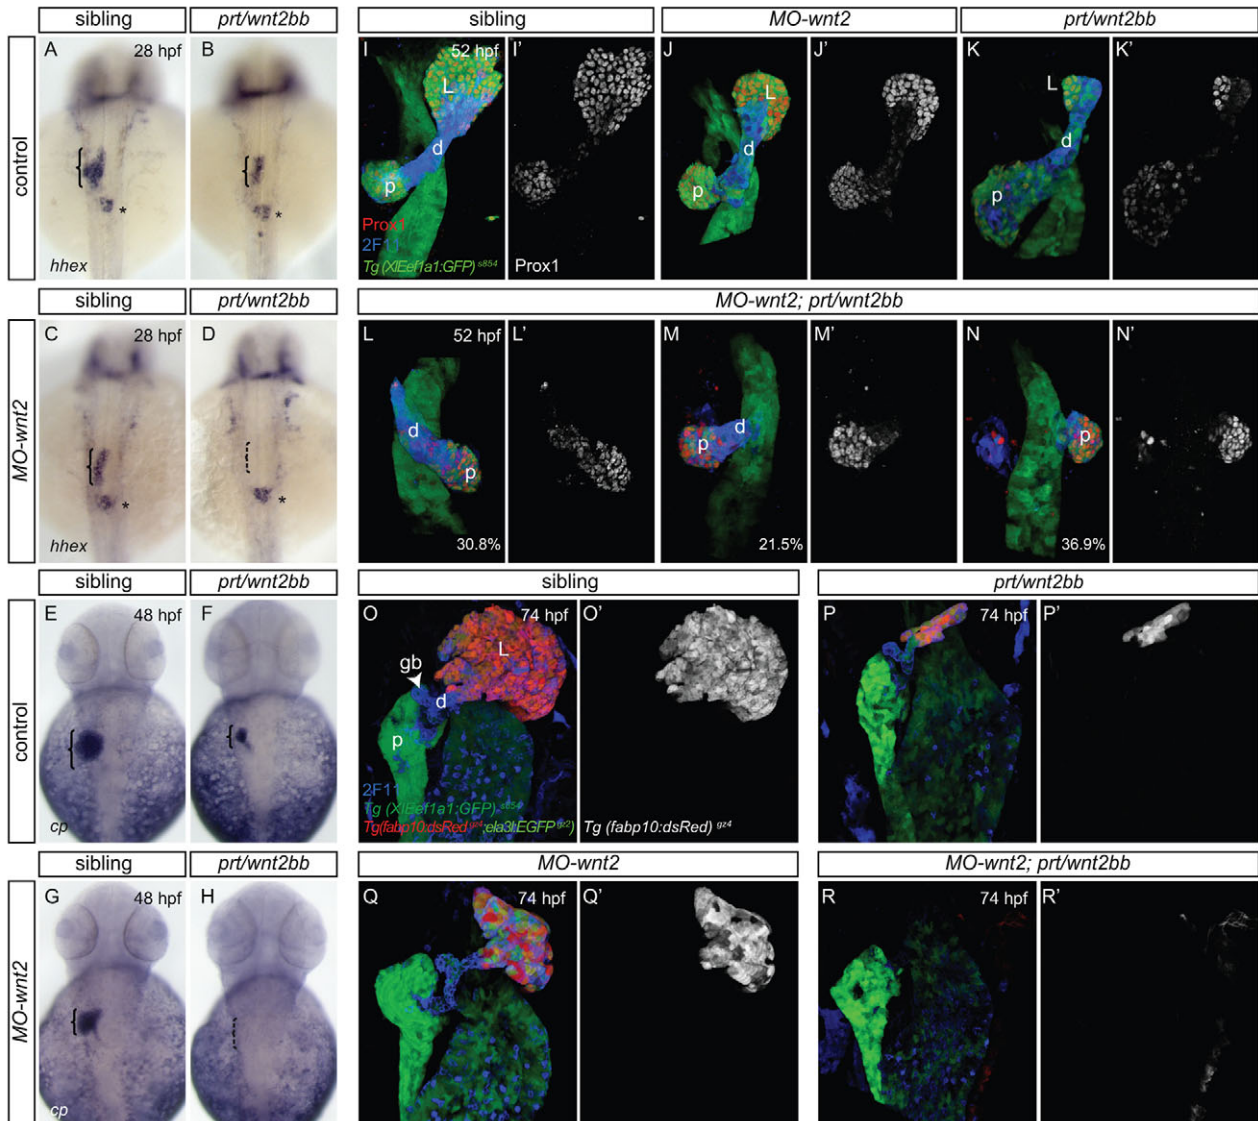 sibling
prt/wnt2bb
sibling
MO-wnt2
prt/wnt2bb
control
A
28 hpf
hhex
*
B
*
I
52 hpf
L
d
p
Prox1
2F11
Tg(XlEef1a1:GFP) s854
I’
Prox1
J
L
d
p
J’
K
L
d
p
K’
sibling
prt/wnt2bb
MO-wnt2; prt/wnt2bb
MO-wnt2
C
28 hpf
hhex
*
D
*
L
52 hpf
d
p
30.8%
L’
M
p
d
21.5%
M’
N
p
36.9%
N’
sibling
prt/wnt2bb
sibling
prt/wnt2bb
control
E
48 hpf
cp
F
O
74 hpf
L
gb
d
p
2F11
Tg (XlEef1a1:GFP) s854
Tg(fabp10:dsRed gz4;ela3l:EGFP gz2)
O’
Tg (fabp10:dsRed) gz4
P
74 hpf
P’
sibling
prt/wnt2bb
MO-wnt2
MO-wnt2; prt/wnt2bb
MO-wnt2
G
48 hpf
cp
H
Q
74 hpf
Q’
R
74 hpf
R’